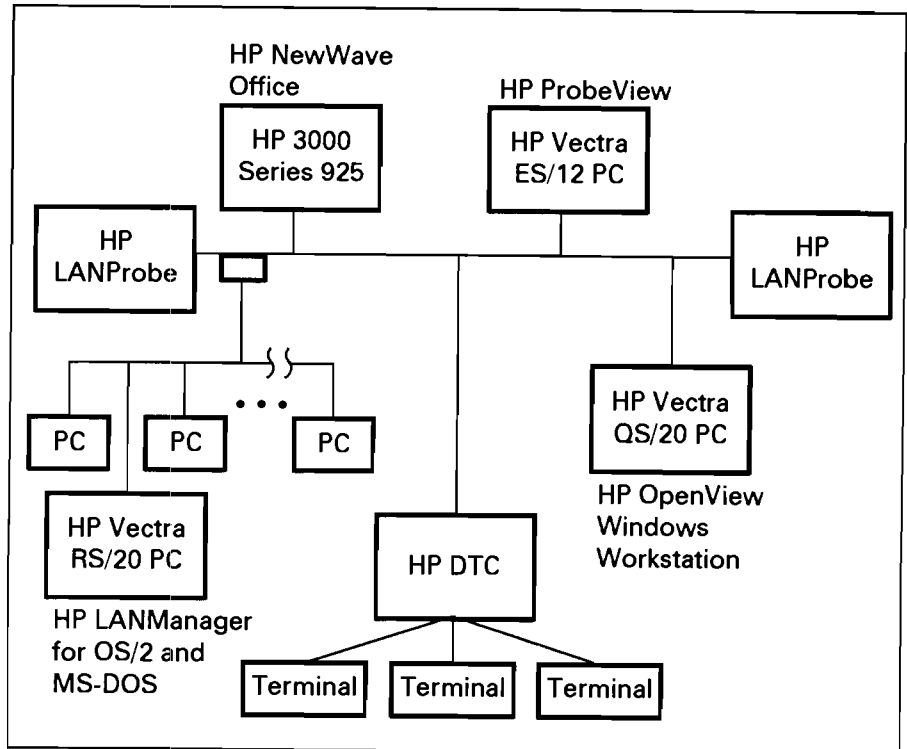 HP NewWave
Office
HP 3000
Series 925
HP ProbeView
HP Vectra
ES/12 PC
HP
LANProbe
HP
LANProbe
PC
PC
• • •
PC
HP Vectra
RS/20 PC
HP LANManager
for OS/2 and
MS-DOS
HP DTC
HP Vectra
QS/20 PC
HP OpenView
Windows
Workstation
Terminal
Terminal
Terminal